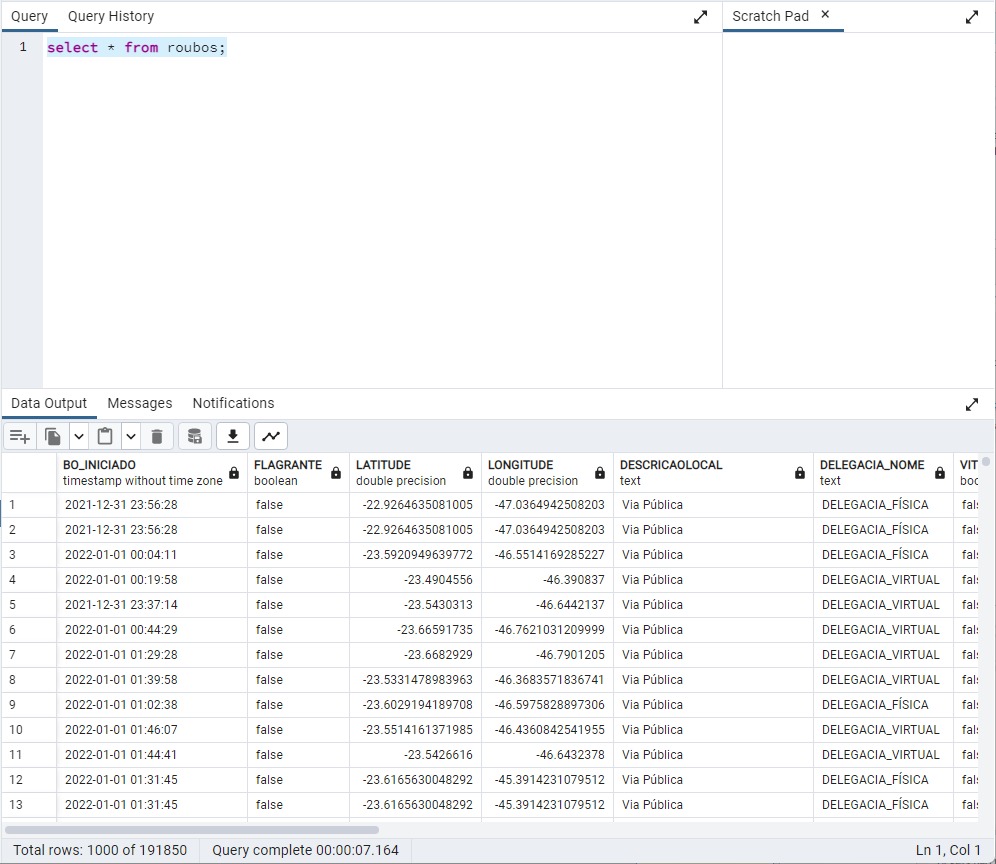 Query Query History Scratch Pad ×
1 select * from roubos;
Data Output Messages Notifications
BO_INICIADO FLAGRANTE LATITUDE LONGITUDE DESCRICAOLOCAL DELEGACIA_NOME VIT
timestamp without time zone boolean double precision double precision text text boo
1 2021-12-31 23:56:28 false -22.9264635081005 -47.0364942508203 Via Pública DELEGACIA_FÍSICA fals
2 2021-12-31 23:56:28 false -22.9264635081005 -47.0364942508203 Via Pública DELEGACIA_FÍSICA fals
3 2022-01-01 00:04:11 false -23.5920949639772 -46.5514169285227 Via Pública DELEGACIA_FÍSICA fals
4 2022-01-01 00:19:58 false -23.4904556 -46.390837 Via Pública DELEGACIA_VIRTUAL fals
5 2021-12-31 23:37:14 false -23.5430313 -46.6442137 Via Pública DELEGACIA_VIRTUAL fals
6 2022-01-01 00:44:29 false -23.66591735 -46.7621031209999 Via Pública DELEGACIA_VIRTUAL fals
7 2022-01-01 01:29:28 false -23.6682929 -46.7901205 Via Pública DELEGACIA_VIRTUAL fals
8 2022-01-01 01:39:58 false -23.5331478983963 -46.3683571836741 Via Pública DELEGACIA_VIRTUAL fals
9 2022-01-01 01:02:38 false -23.6029194189708 -46.5975828897306 Via Pública DELEGACIA_FÍSICA fals
10 2022-01-01 01:46:07 false -23.5514161371985 -46.4360842541955 Via Pública DELEGACIA_VIRTUAL fals
11 2022-01-01 01:44:41 false -23.5426616 -46.6432378 Via Pública DELEGACIA_VIRTUAL fals
12 2022-01-01 01:31:45 false -23.6165630048292 -45.3914231079512 Via Pública DELEGACIA_FÍSICA fals
13 2022-01-01 01:31:45 false -23.6165630048292 -45.3914231079512 Via Pública DELEGACIA_FÍSICA fals
Total rows: 1000 of 191850 Query complete 00:00:07.164 Ln 1, Col 1